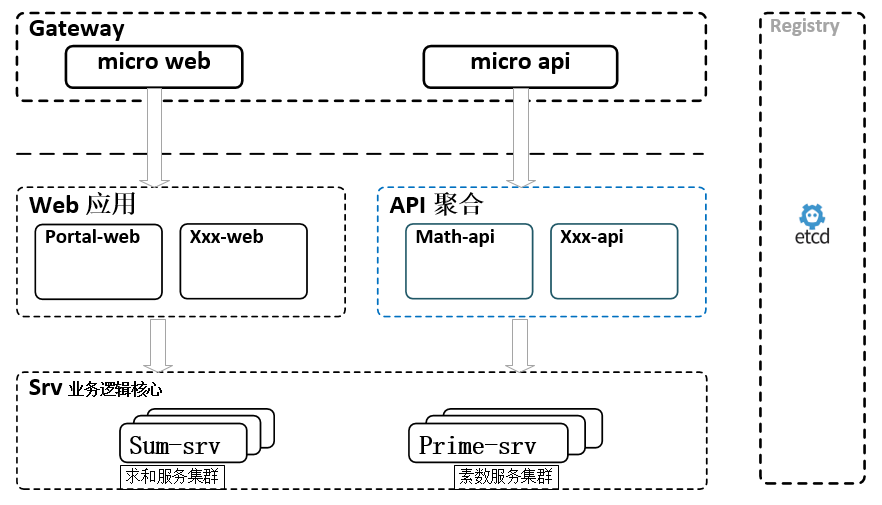 Gateway
micro web
micro api
Registry
Web 应用
API 聚合
Portal-web
Xxx-web
Math-api
Xxx-api
etcd
Srv 业务逻辑核心
Sum-srv
Prime-srv
求和服务集群
素数服务集群